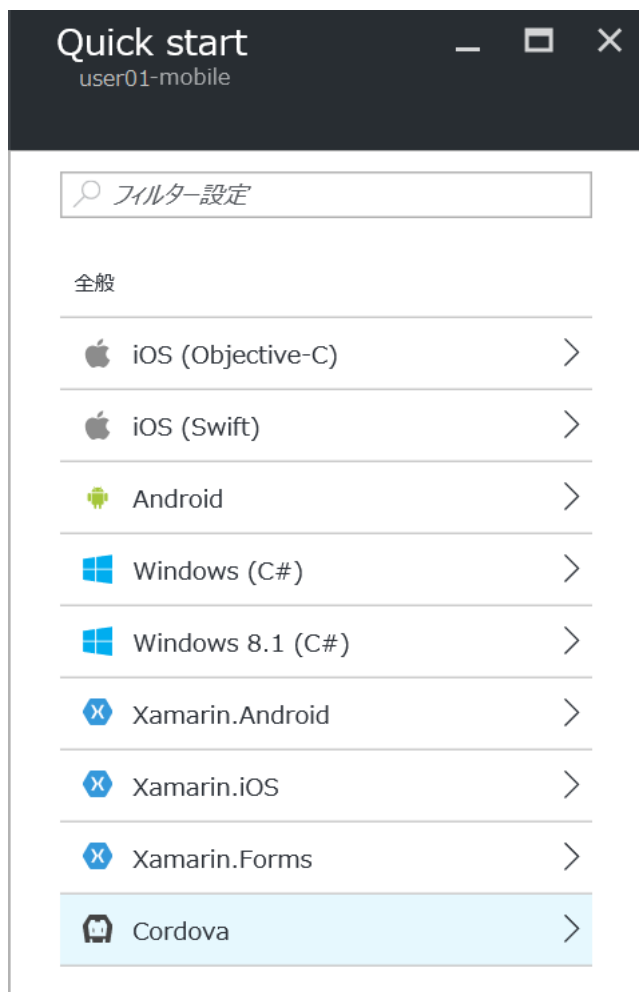 Quick start
user01-mobile
フィルター設定
全般
iOS (Objective-C)
iOS (Swift)
Android
Windows (C#)
Windows 8.1 (C#)
Xamarin.Android
Xamarin.iOS
Xamarin.Forms
Cordova